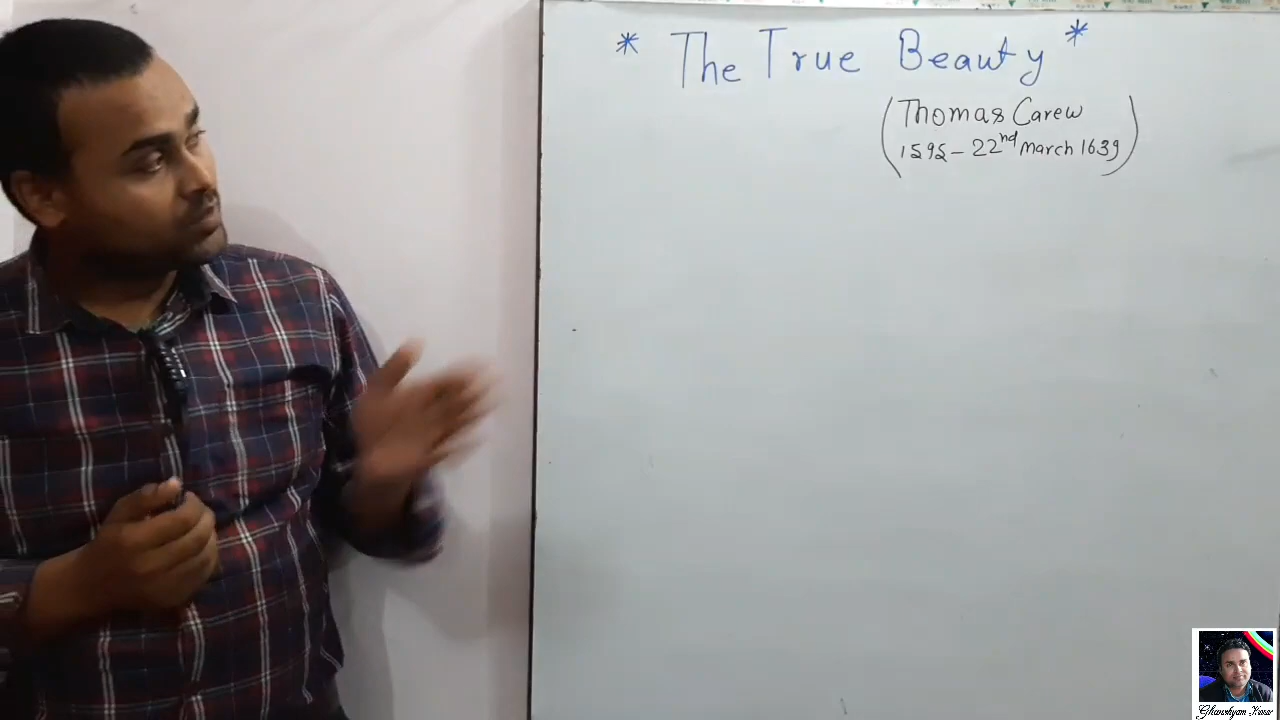 * The True Beauty *
(Thomas Carew
1595 - 22nd March 1639)